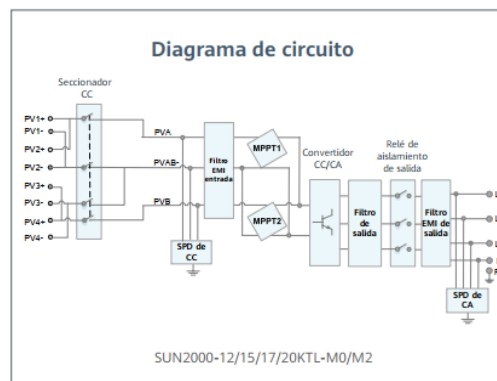 Diagrama de circuito
Seccionador
CC
PV1+
PV1-
PV2+
PV2-
PV3+
PV3-
PV4+
PV4-
PVA
PVAB-
PVB
Filtro
EMI
entrada
MPPT1
MPPT2
SPD de
CC
Convertidor
CC/CA
Filtro
de
salida
Relé de
aislamiento
de salida
Filtro
EMI de
salida
SPD de
CA
L
L
L
SUN2000-12/15/17/20KTL-M0/M2